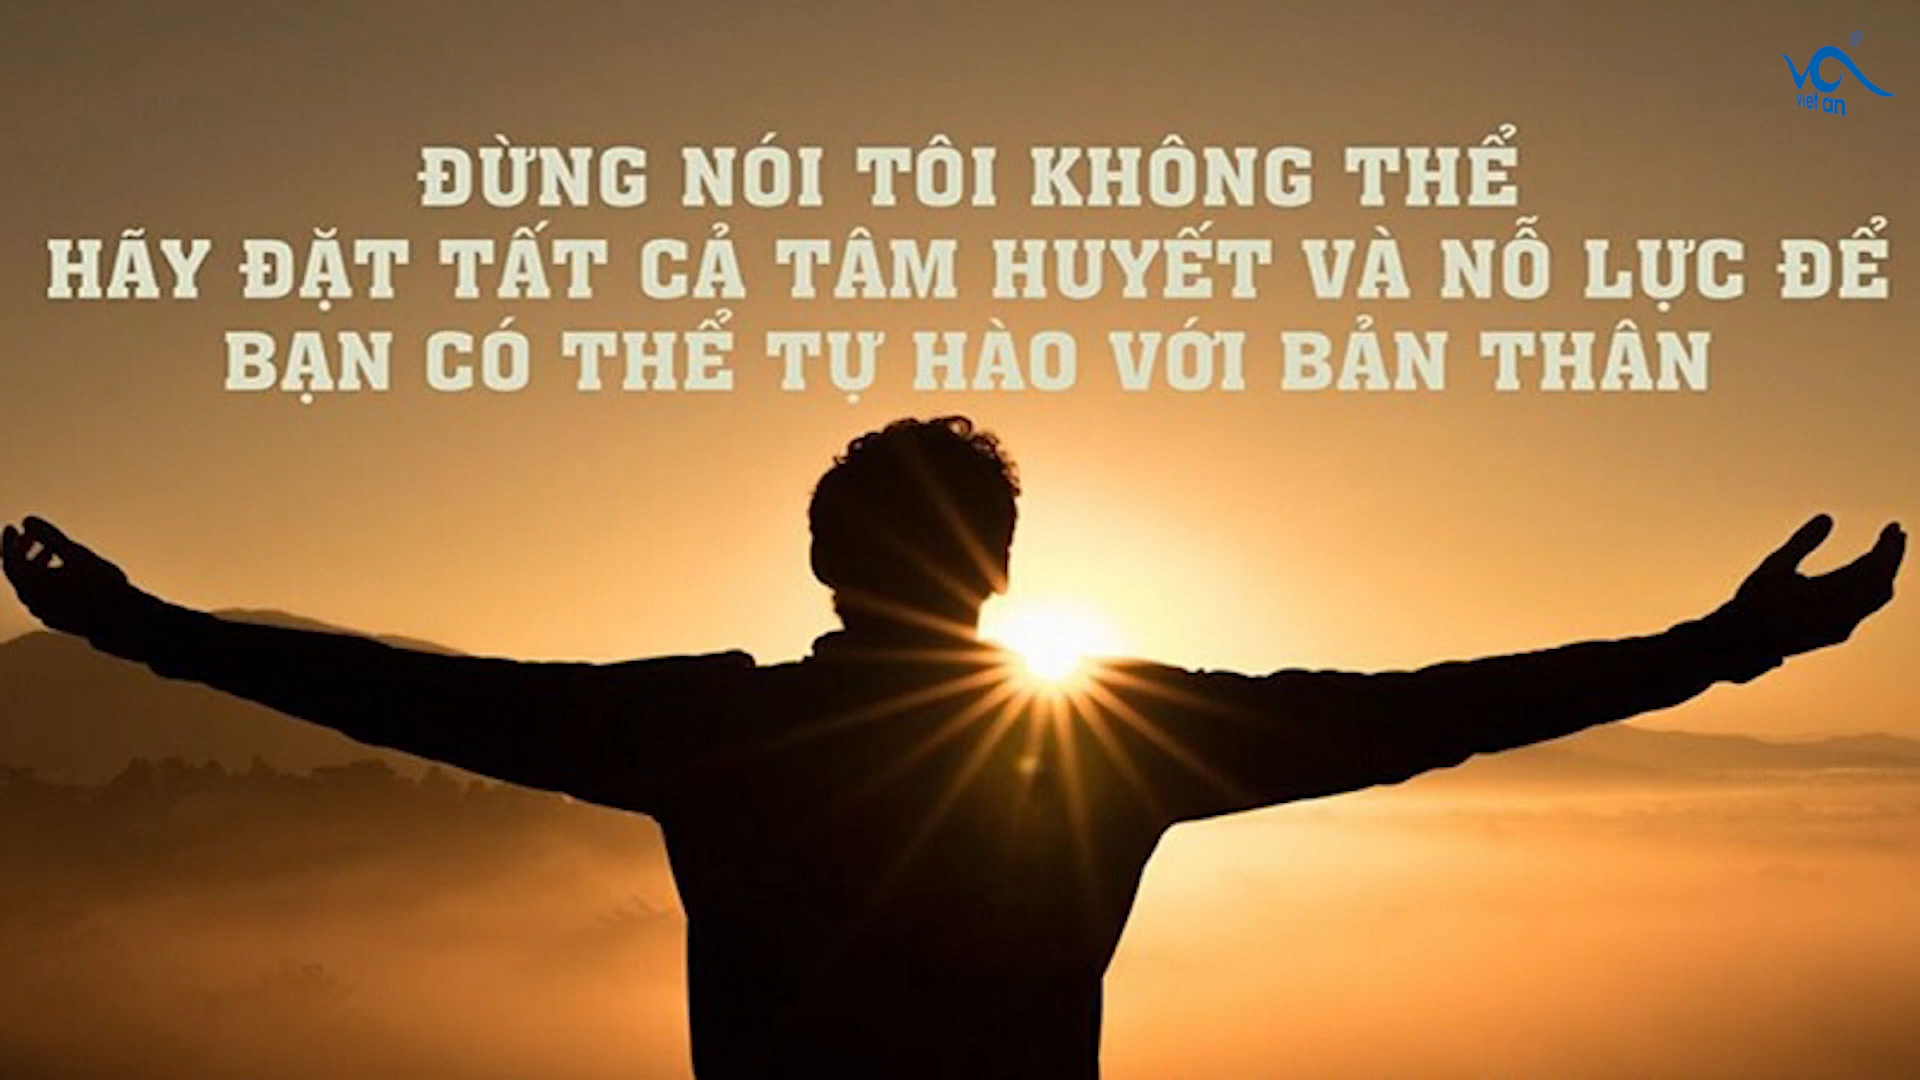 viet an
ĐỪNG NÓI TÔI KHÔNG THỂ
HÃY ĐẶT TẤT CẢ TÂM HUYẾT VÀ NỖ LỰC ĐỂ
BẠN CÓ THỂ TỰ HÀO VỚI BẢN THÂN